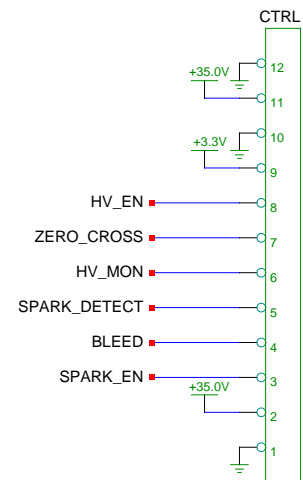 CTRL
12
+35.0V
11
10
+3.3V
9
HV_EN 8
ZERO_CROSS 7
HV_MON 6
SPARK_DETECT 5
BLEED 4
SPARK_EN 3
+35.0V
2
1